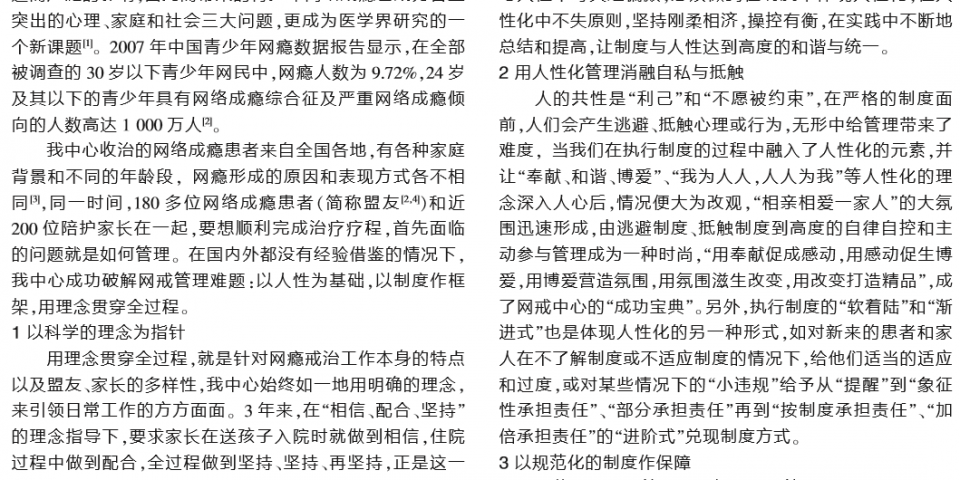 突出的心理、家庭和社会三大问题,更成为医学界研究的一
个新课题[1]。2007 年中国青少年网瘾数据报告显示,在全部
被调查的 30 岁以下青少年网民中,网瘾人数为 9.72%,24 岁
及其以下的青少年具有网络成瘾综合征及严重网络成瘾倾
向的人数高达 1 000 万人[2]。
我中心收治的网络成瘾患者来自全国各地,有各种家庭
背景和不同的年龄段，网瘾形成的原因和表现方式各不相
同[3],同一时间,180 多位网络成瘾患者(简称盟友[2,4])和近
200 位陪护家长在一起,要想顺利完成治疗疗程,首先面临
的问题就是如何管理。在国内外都没有经验借鉴的情况下,
我中心成功破解网戒管理难题:以人性为基础,以制度作框
架,用理念贯穿全过程。
1 以科学的理念为指针
用理念贯穿全过程,就是针对网瘾戒治工作本身的特点
以及盟友、家长的多样性,我中心始终如一地用明确的理念,
来引领日常工作的方方面面。3 年来,在“相信、配合、坚持”
的理念指导下,要求家长在送孩子入院时就做到相信,住院
过程中做到配合,全过程做到坚持、坚持、再坚持,正是这一
性化中不失原则,坚持刚柔相济,操控有衡,在实践中不断地
总结和提高,让制度与人性达到高度的和谐与统一。
2 用人性化管理消融自私与抵触
人的共性是“利己”和“不愿被约束”,在严格的制度面
前,人们会产生逃避、抵触心理或行为,无形中给管理带来了
难度，当我们在执行制度的过程中融入了人性化的元素,并
让“奉献、和谐、博爱”、“我为人人,人人为我”等人性化的理
念深入人心后,情况便大为改观,“相亲相爱一家人”的大氛
围迅速形成,由逃避制度、抵触制度到高度的自律自控和主
动参与管理成为一种时尚,“用奉献促成感动,用感动促生博
爱,用博爱营造氛围,用氛围滋生改变,用改变打造精品”,成
了网戒中心的“成功宝典”。另外,执行制度的“软着陆”和“渐
进式”也是体现人性化的另一种形式,如对新来的患者和家
人在不了解制度或不适应制度的情况下,给他们适当的适应
和过度,或对某些情况下的“小违规”给予从“提醒”到“象征
性承担责任”、“部分承担责任”再到“按制度承担责任”、“加
倍承担责任”的“进阶式”兑现制度方式。
3 以规范化的制度作保障